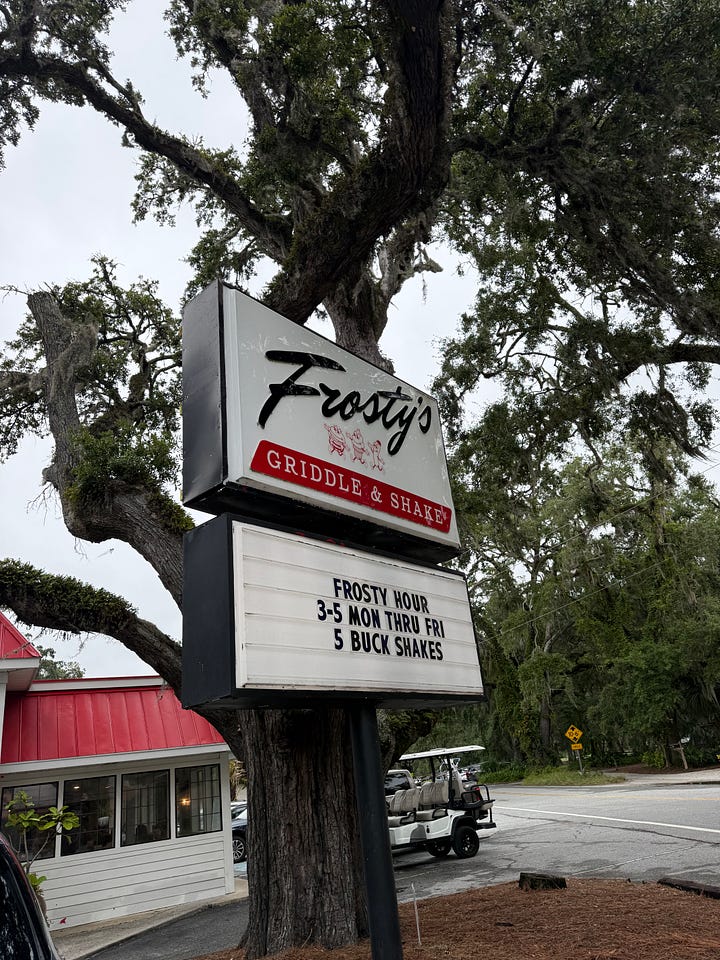 Frosty's
GRIDDLE & SHAKE
FROSTY HOUR
3-5 MON THRU FRI
5 BUCK SHAKES